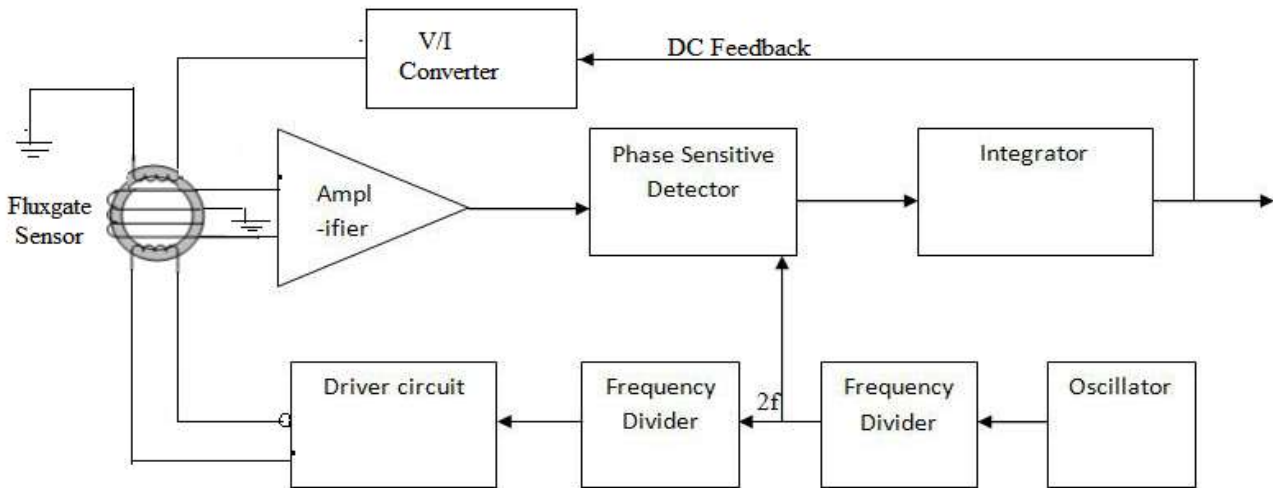 V/I
Converter
DC Feedback
Fluxgate
Sensor
Ampl
-ifier
Phase Sensitive
Detector
Integrator
Driver circuit
Frequency
Divider
2f
Frequency
Divider
Oscillator